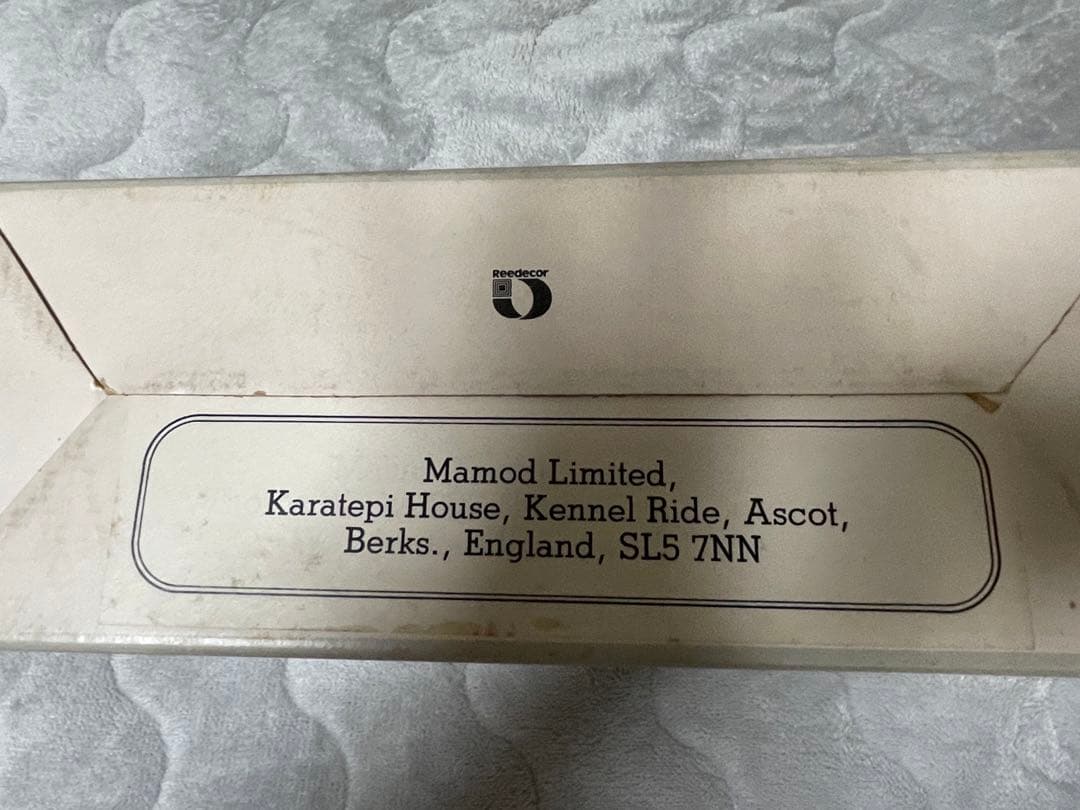 Reedecor
Mamod Limited,
Karatepi House, Kennel Ride, Ascot,
Berks., England, SL5 7NN